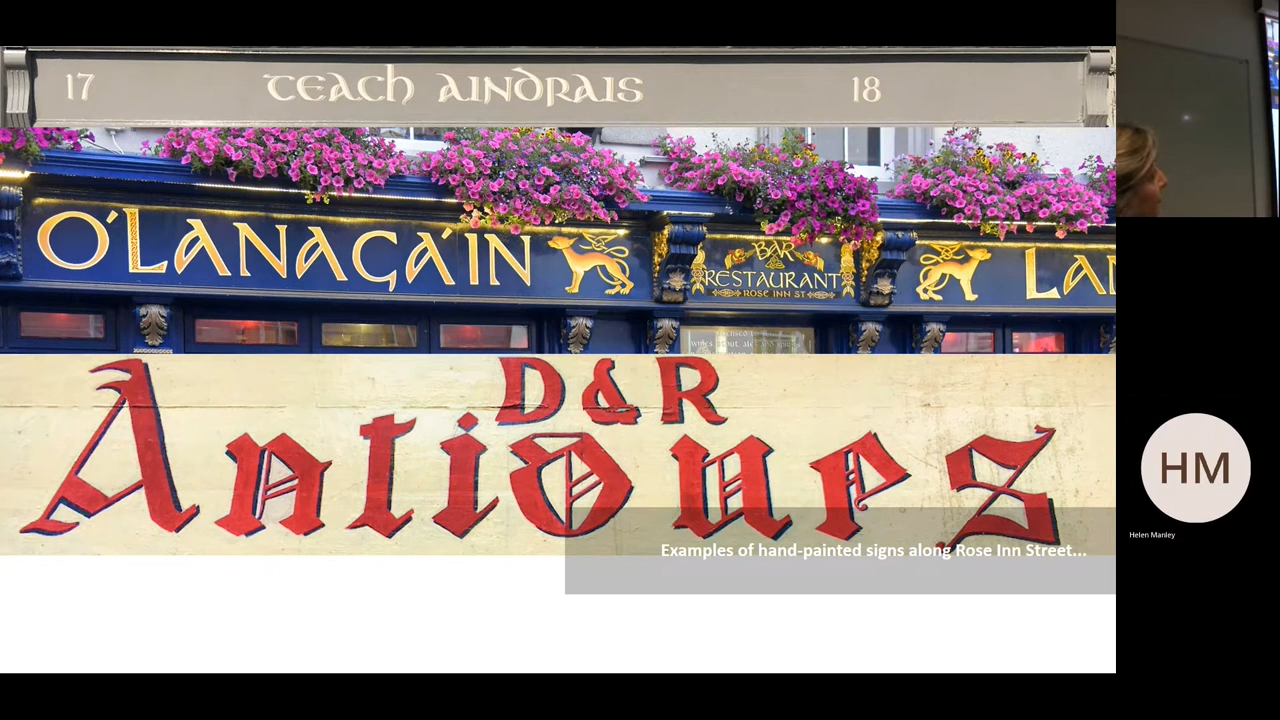 17 TEACH AINDRAIS 18
O'LANAGÁIN
BAR
RESTAURANT
ROSE INN ST
LAN
D&R
Antiques
Examples of hand-painted signs along Rose Inn Street...
HM
Helen Manley